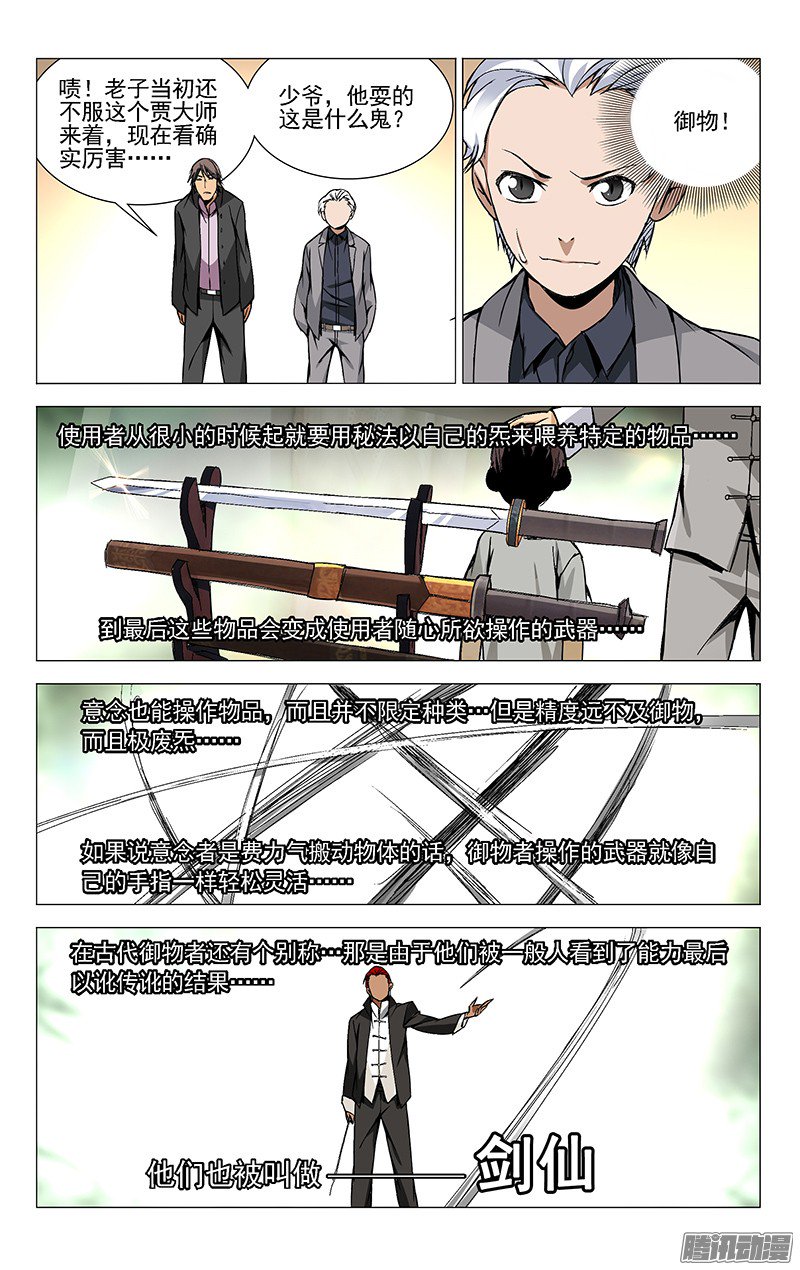 啧！老子当初还
不服这个贾大师
来着，现在看确
实厉害……
少爷，他耍的
这是什么鬼？
御物！
使用者从很小的时候起就要用秘法以自己的炁来喂养特定的物品……
到最后这些物品会变成使用者随心所欲操作的武器……
意念也能操作物品，而且并不限定种类…但是精度远不及御物，
而且极废炁……
如果说意念者是费力气搬动物体的话，御物者操作的武器就像自
己的手指一样轻松灵活……
在古代御物者还有个别称…那是由于他们被一般人看到了能力最后
以讹传讹的结果……
他们也被叫做————剑仙
腾讯动漫